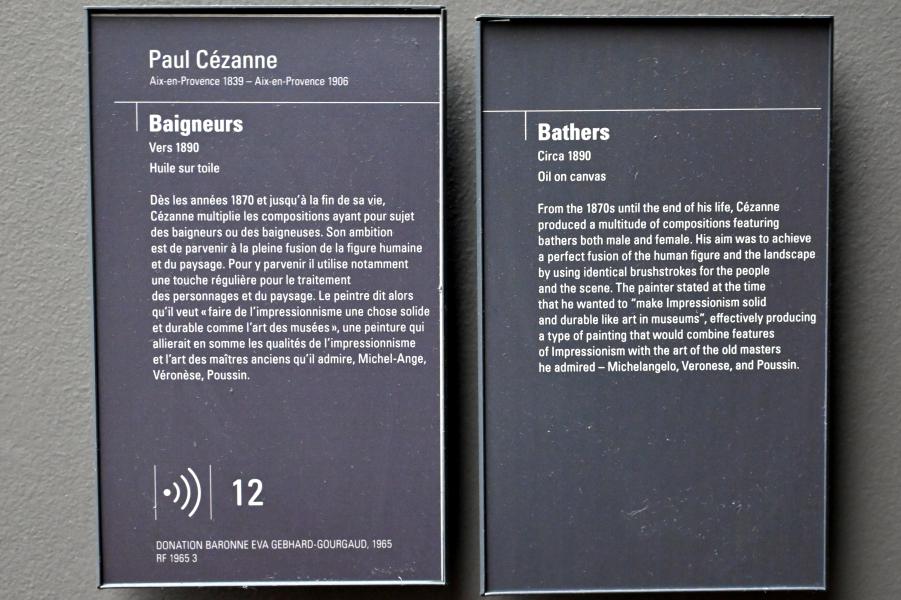 Paul Cézanne
Aix-en-Provence 1839 – Aix-en-Provence 1906
Baigneurs
Vers 1890
Huile sur toile
Dès les années 1870 et jusqu'à la fin de sa vie,
Cézanne multiplie les compositions ayant pour sujet
des baigneurs ou des baigneuses. Son ambition
est de parvenir à la pleine fusion de la figure humaine
et du paysage. Pour y parvenir il utilise notamment
une touche régulière pour le traitement
des personnages et du paysage. Le peintre dit alors
qu'il veut « faire de l'impressionnisme une chose solide
et durable comme l'art des musées », une peinture qui
allierait en somme les qualités de l'impressionnisme
et l'art des maîtres anciens qu'il admire, Michel-Ange,
Véronèse, Poussin.
12
DONATION BARONNE EVA GEBHARD-GOURGAUD, 1965
RF 1965 3
Bathers
Circa 1890
Oil on canvas
From the 1870s until the end of his life, Cézanne
produced a multitude of compositions featuring
bathers both male and female. His aim was to achieve
a perfect fusion of the human figure and the landscape
by using identical brushstrokes for the people
and the scene. The painter stated at the time
that he wanted to "make Impressionism solid
and durable like art in museums", effectively producing
a type of painting that would combine features
of Impressionism with the art of the old masters
he admired – Michelangelo, Veronese, and Poussin.